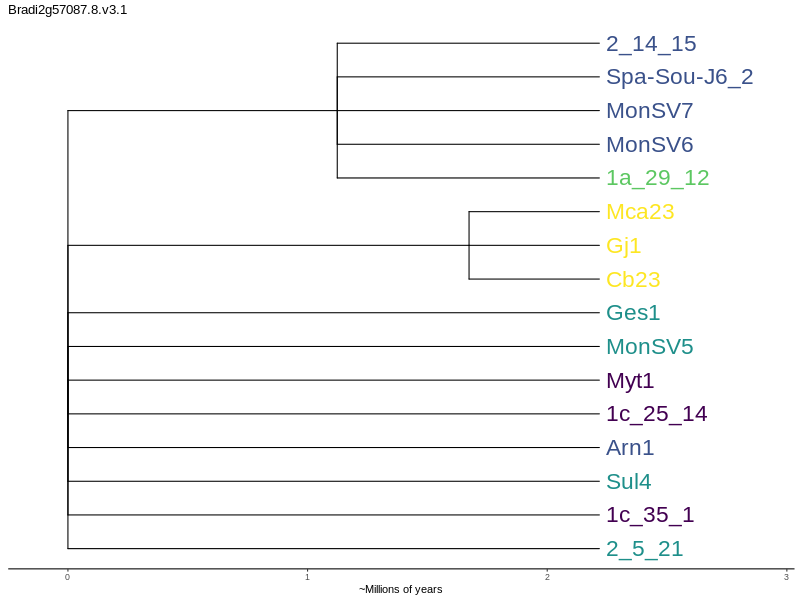 Bradi2g57087.8.v3.1
2_14_15
Spa-Sou-J6_2
MonSV7
MonSV6
1a_29_12
Mca23
Gj1
Cb23
Ges1
MonSV5
Myt1
1c_25_14
Arn1
Sul4
1c_35_1
2_5_21
0 1 2 3
~Millions of years